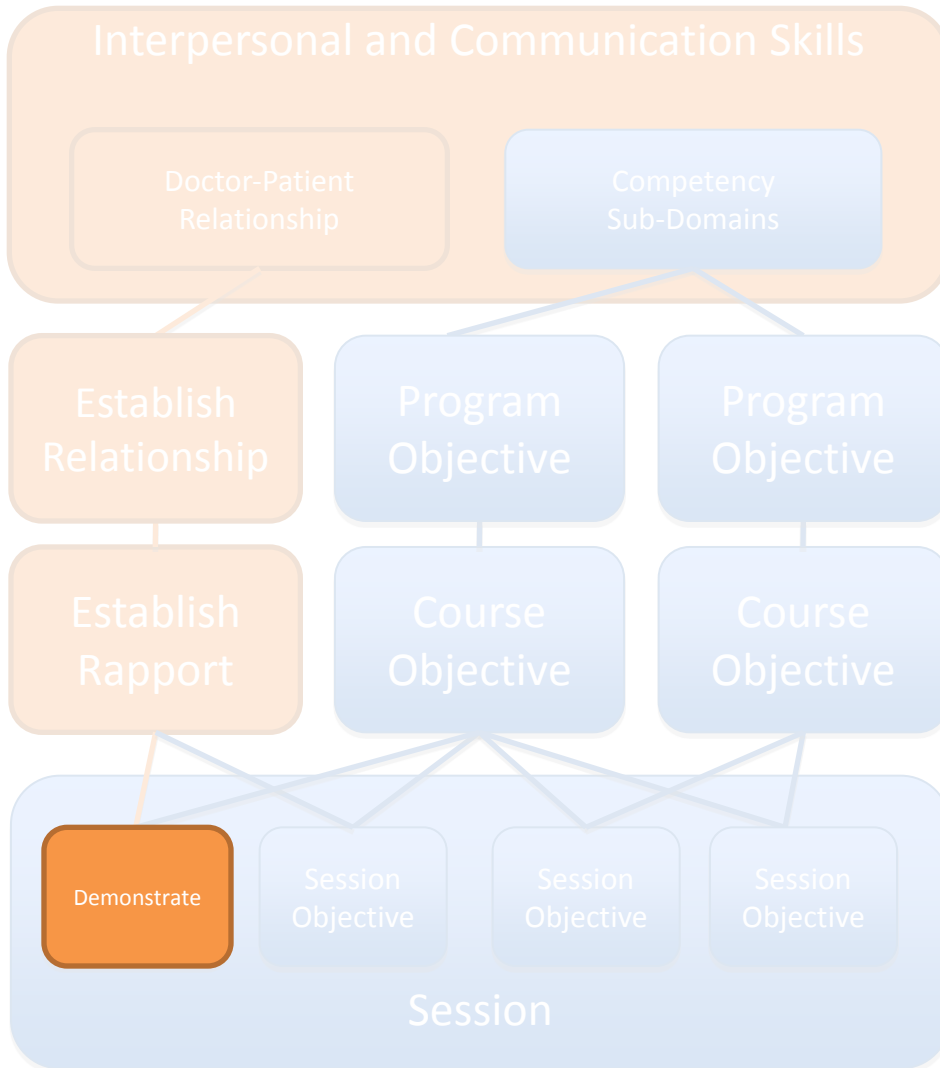 Interpersonal and Communication Skills
Doctor-Patient
Relationship
Competency
Sub-Domains
Establish
Relationship
Program
Objective
Program
Objective
Establish
Rapport
Course
Objective
Course
Objective
Demonstrate
Session
Objective
Session
Objective
Session
Objective
Session